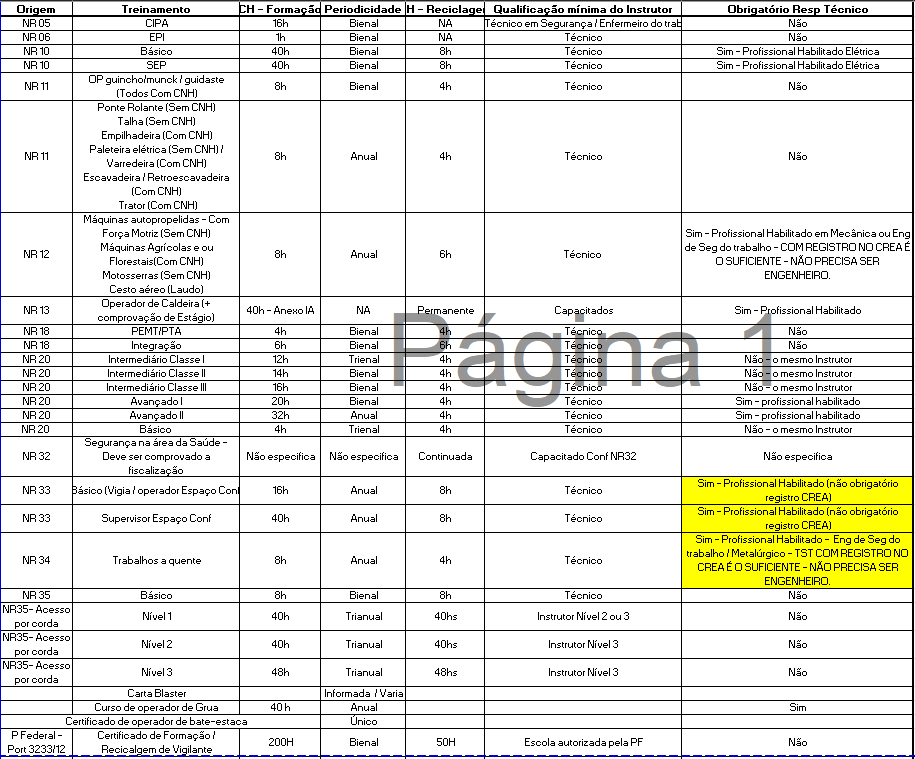 Origem Treinamento CH - Formação Periodicidade H - Reciclager Qualificação mínima do Instrutor Obrigatório Resp Técnico
NR 05 CIPA 16h Bienal NA Técnico em Segurança / Enfermeiro do trab Não
NR 06 EPI 1h Bienal NA Técnico Não
NR 10 Básico 40h Bienal 8h Técnico Sim - Profissional Habilitado Elétrica
NR 10 SEP 40h Bienal 8h Técnico Sim - Profissional Habilitado Elétrica
NR 11 OP guincho/munck / guidaste
(Todos Com CNH) 8h Bienal 4h Técnico Não
Ponte Rolante (Sem CNH)
Talha (Sem CNH)
Empilhadeira (Com CNH)
NR 11 Paleteira elétrica (Sem CNH) / 8h Anual 4h Técnico Não
Varredeira (Com CNH)
Escavadeira / Retroescavadeira
(Com CNH)
Trator (Com CNH)
Máquinas autopropelidas - Com
Força Motriz (Sem CNH)
Máquinas Agrícolas e ou
Florestais(Com CNH)
Motosserras (Sem CNH)
Cesto aéreo (Laudo)
NR 12 8h Anual 6h Técnico
Sim - Profissional Habilitado em Mecânica ou Eng
de Seg do trabalho - COM REGISTRO NO CREA É
O SUFICIENTE - NÃO PRECISA SER
ENGENHEIRO.
NR 13 Operador de Caldeira (+
comprovação de Estágio) 40h - Anexo IA NA Permanente Capacitados Sim - Profissional Habilitado
NR 18 PEMT/PTA 4h Bienal 4h Técnico Não
NR 18 Integração 6h Bienal 6h Técnico Não
NR 20 Intermediário Classe I 12h Trienal 4h Técnico Não - o mesmo Instrutor
NR 20 Intermediário Classe II 14h Bienal 4h Técnico Não - o mesmo Instrutor
NR 20 Intermediário Classe III 16h Bienal 4h Técnico Não - o mesmo Instrutor
NR 20 Avançado I 20h Bienal 4h Técnico Sim - profissional habilitado
NR 20 Avançado II 32h Anual 4h Técnico Sim - profissional habilitado
NR 20 Básico 4h Trienal 4h Técnico Não - o mesmo Instrutor
Página 1
Segurança na área da Saúde -
NR 32 Deve ser comprovado a Não especifica Não especifica Continuada Capacitado Conf NR32 Não especifica
fiscalização
NR 33 Básico (Vigia / operador Espaço Conf 16h Anual 8h Técnico Sim - Profissional Habilitado (não obrigatório
registro CREA)
NR 33 Supervisor Espaço Conf 40h Anual 8h Técnico Sim - Profissional Habilitado (não obrigatório
registro CREA)
NR 34 Trabalhos a quente 8h Anual 4h Técnico
Sim - Profissional Habilitado - Eng de Seg do
trabalho / Metalúrgico - TST COM REGISTRO NO
CREA É O SUFICIENTE - NÃO PRECISA SER
ENGENHEIRO.
NR 35 Básico 8h Bienal 8h Técnico Não
NR35- Acesso
por corda Nível 1 40h Trianual 40hs Instrutor Nível 2 ou 3 Não
NR35- Acesso
por corda Nível 2 40h Trianual 40hs Instrutor Nível 3 Não
NR35- Acesso
por corda Nível 3 48h Trianual 48hs Instrutor Nível 3 Não
Carta Blaster Informada / Varia
Curso de operador de Grua 40 h Anual Sim
Certificado de operador de bate-estaca Único
P Federal -
Port 3233/12 Certificado de Formação /
Recicalgem de Vigilante 200H Bienal 50H Escola autorizada pela PF Não